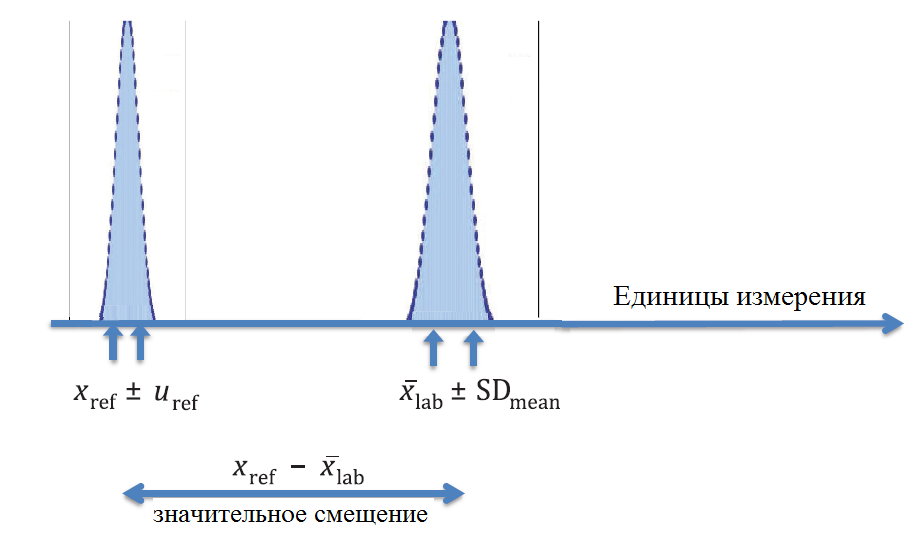 Единицы измерения
x_ref ± u_ref
x̄_lab ± SD_mean
x_ref − x̄_lab
значительное смещение